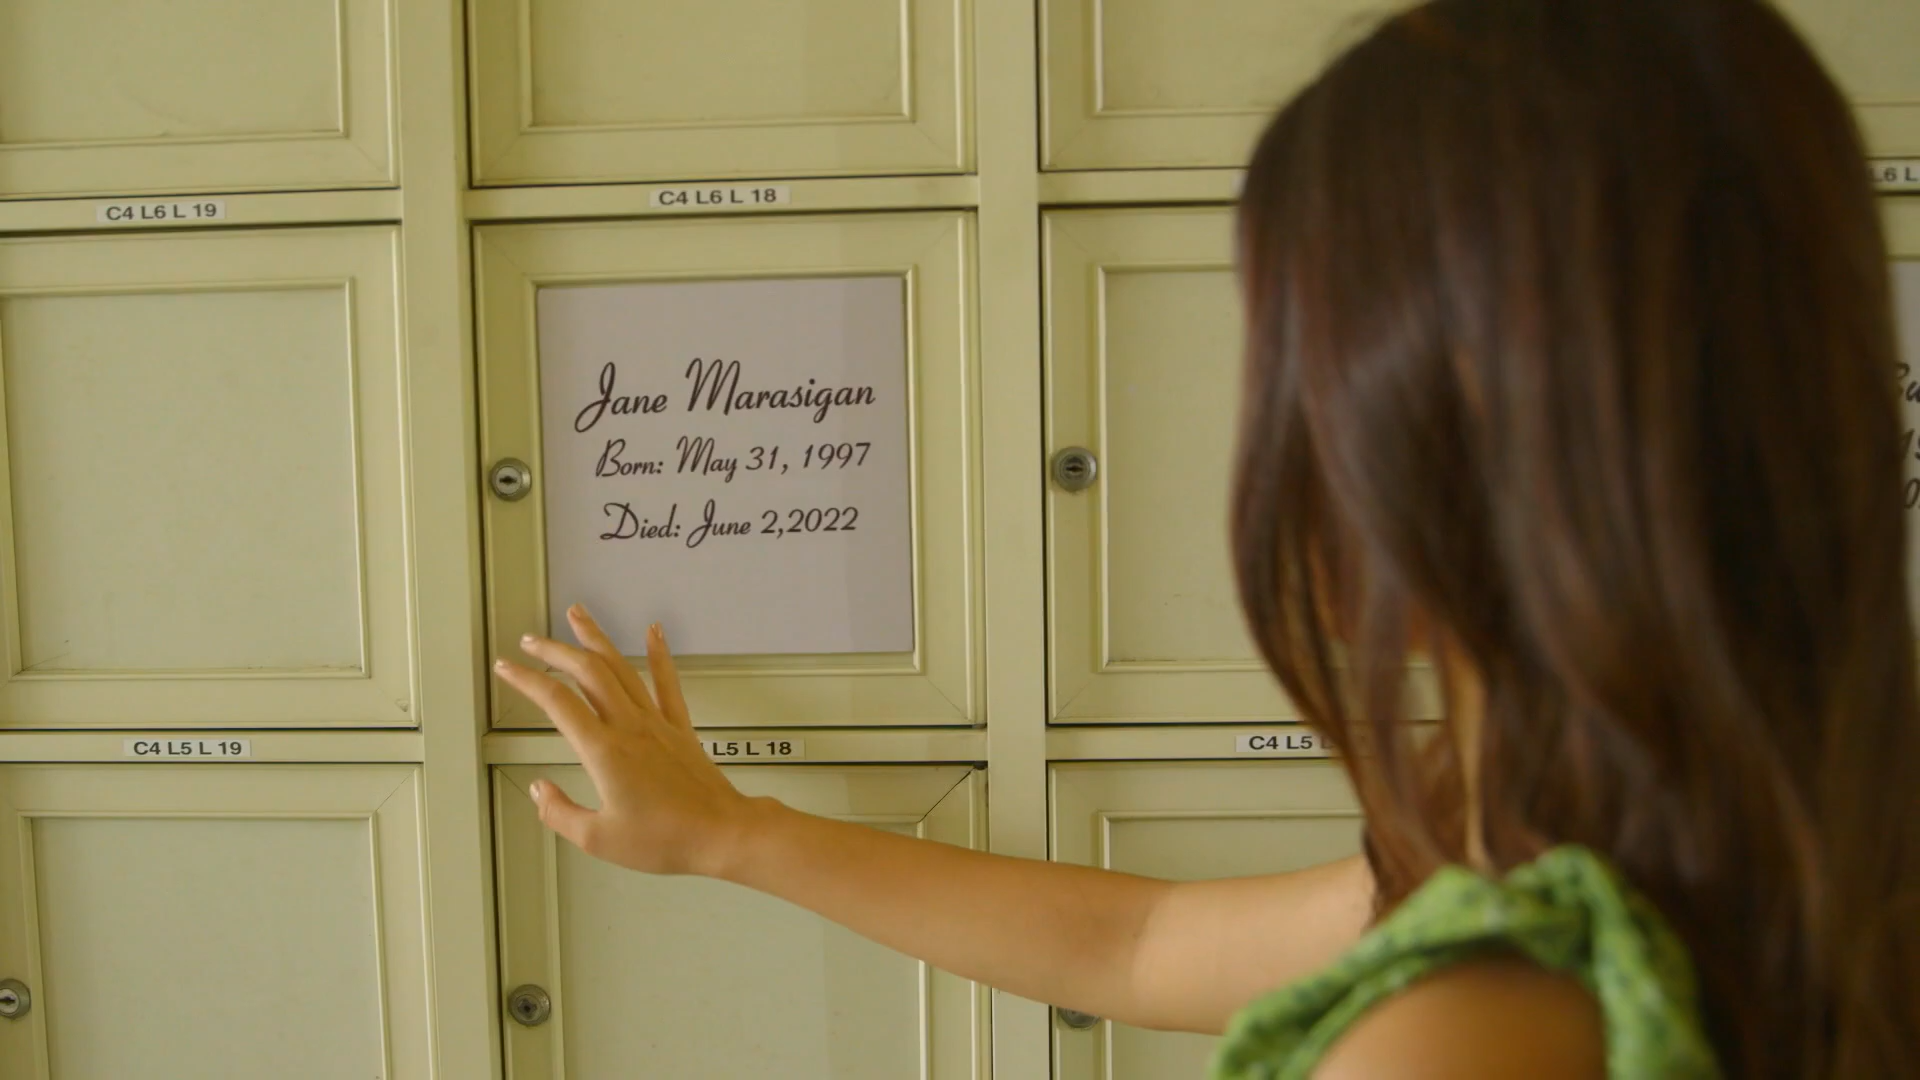 C4 L6 L 19
C4 L6 L 18
L6 L
Jane Marasigan
Born: May 31, 1997
Died: June 2,2022
C4 L5 L 19
L5 L 18
C4 L5